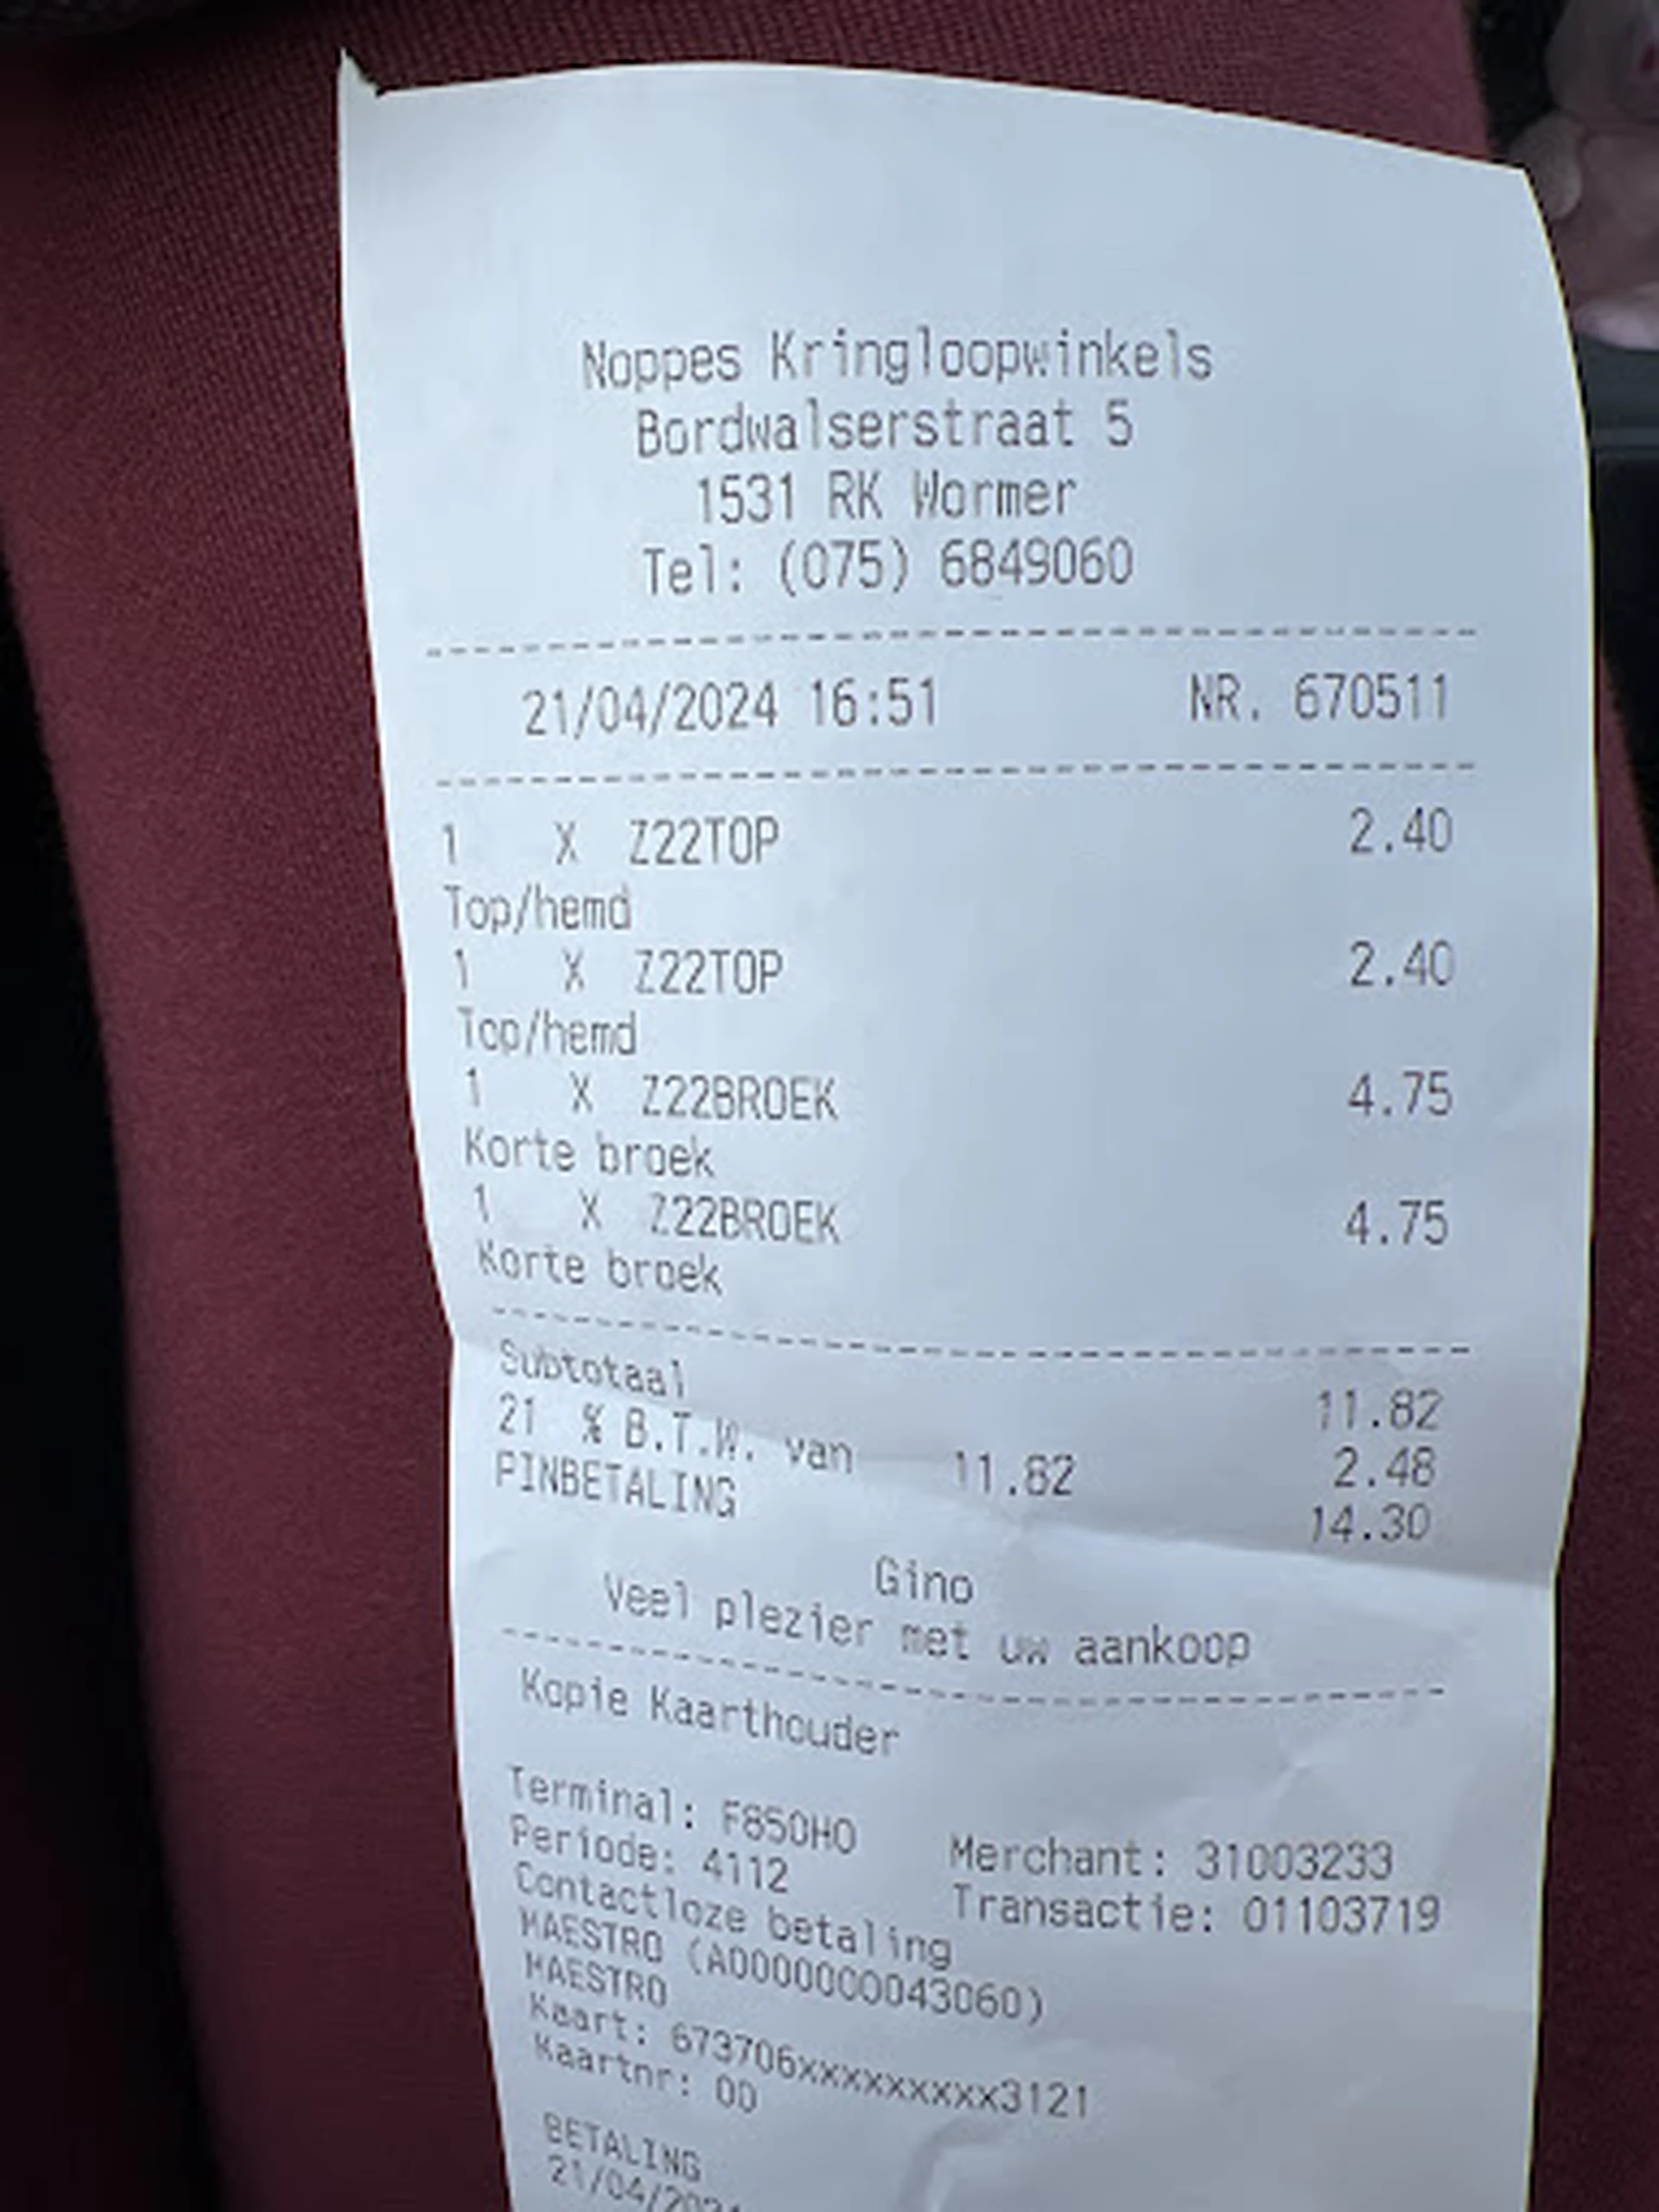 Noppes Kringloopwinkels
Bordwalserstraat 5
1531 RK Wormer
Tel: (075) 6849060
21/04/2024 16:51 NR. 670511
1 X Z22TOP 2.40
Top/hemd
1 X Z22TOP 2.40
Top/hemd
1 X Z22BROEK 4.75
Korte broek
1 X Z22BROEK 4.75
Korte broek
Subtotaal 11.82
21 % B.T.W. van 11.82 2.48
PINBETALING 14.30
Gino
Veel plezier met uw aankoop
Kopie Kaarthouder
Terminal: F850HO Merchant: 31003233
Periode: 4112 Transactie: 01103719
Contactloze betaling
MAESTRO (A0000000043060)
MAESTRO
Kaart: 673706xxxxxxxxx3121
Kaartnr: 00
BETALING
21/04/2024